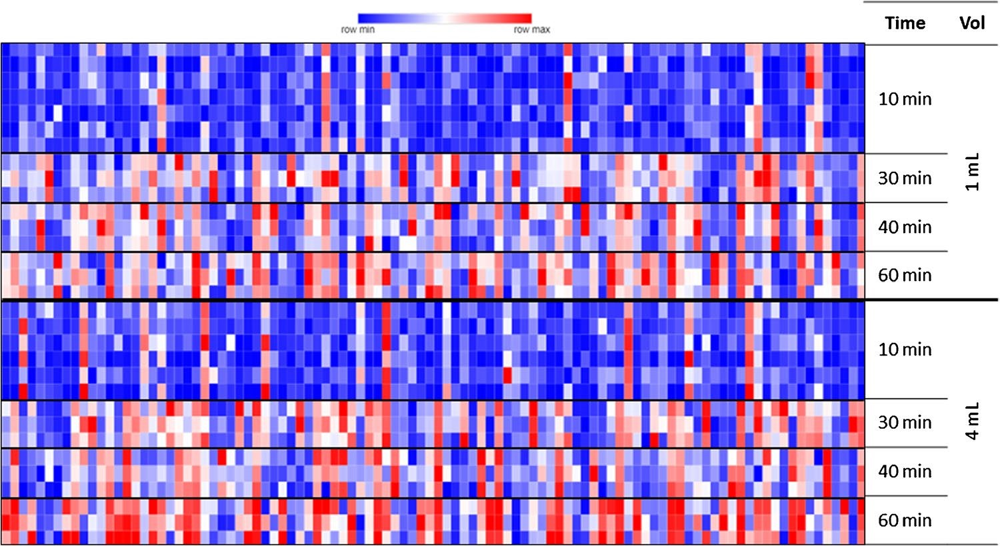 row min
row max
Time Vol
10 min
30 min
1 mL
40 min
60 min
10 min
30 min
4 mL
40 min
60 min